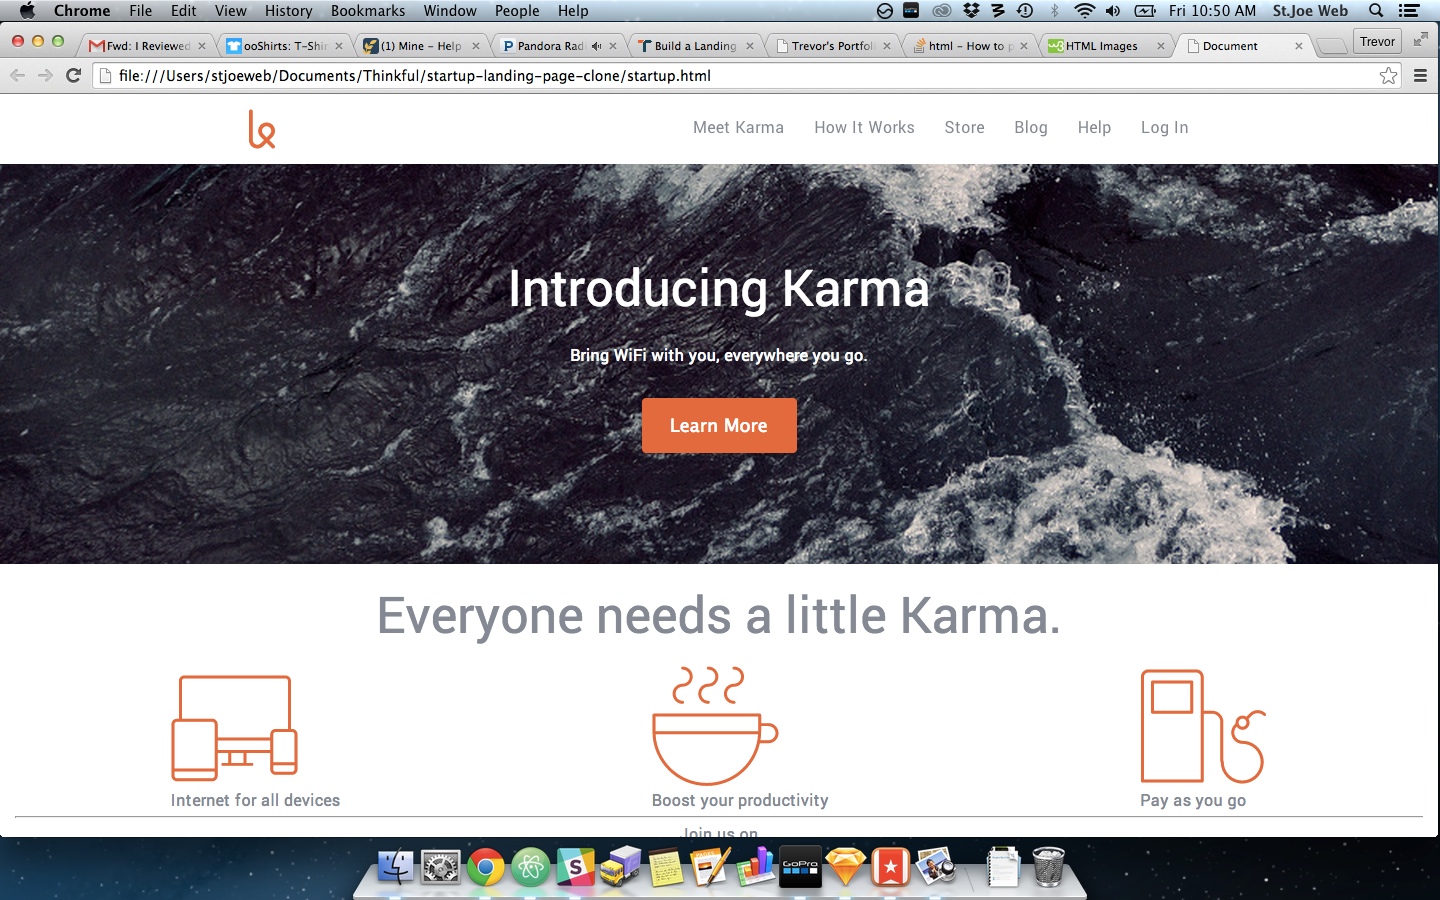 Chrome File Edit View History Bookmarks Window People Help Fri 10:50 AM St.Joe Web
Fwd: I Reviewed ooShirts: T-Shir (1) Mine – Help Pandora Rad Build a Landing Trevor's Portfol html – How to p HTML Images Document Trevor
file:///Users/stjoeweb/Documents/Thinkful/startup-landing-page-clone/startup.html
Meet Karma How It Works Store Blog Help Log In
Introducing Karma
Bring WiFi with you, everywhere you go.
Learn More
Everyone needs a little Karma.
Internet for all devices Boost your productivity Pay as you go
Join us on
GoPro